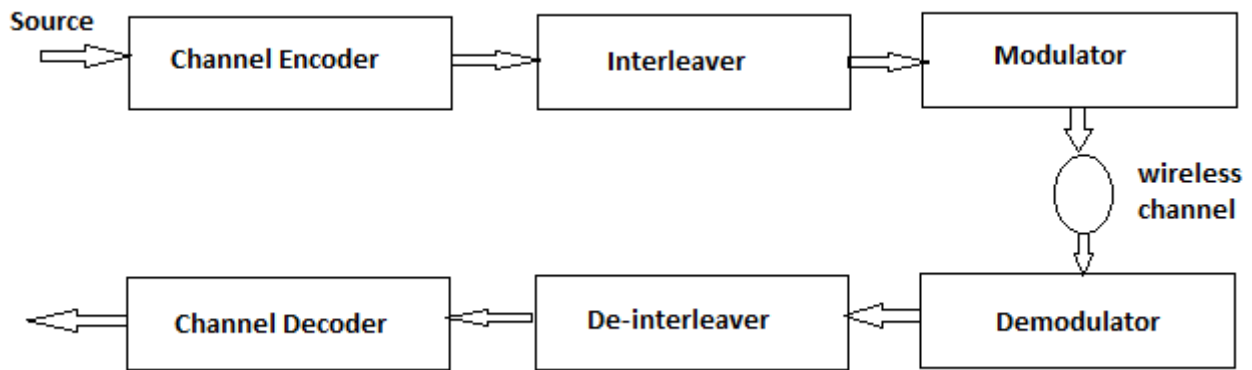 Source
Channel Encoder
Interleaver
Modulator
wireless
channel
Channel Decoder
De-interleaver
Demodulator